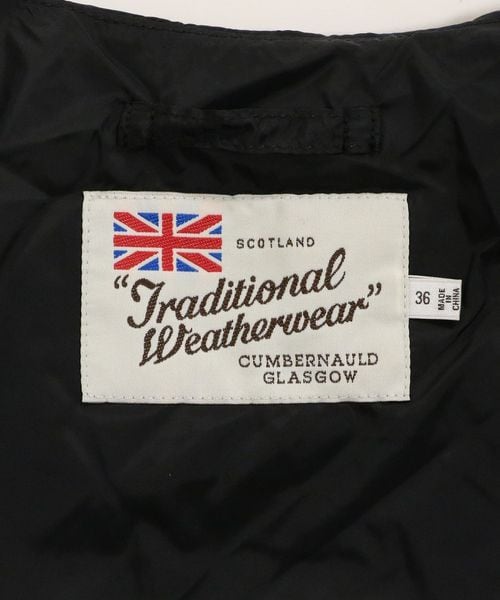 SCOTLAND
"Traditional
Weatherwear"
CUMBERNAULD
GLASGOW
36
MADE
IN
CHINA